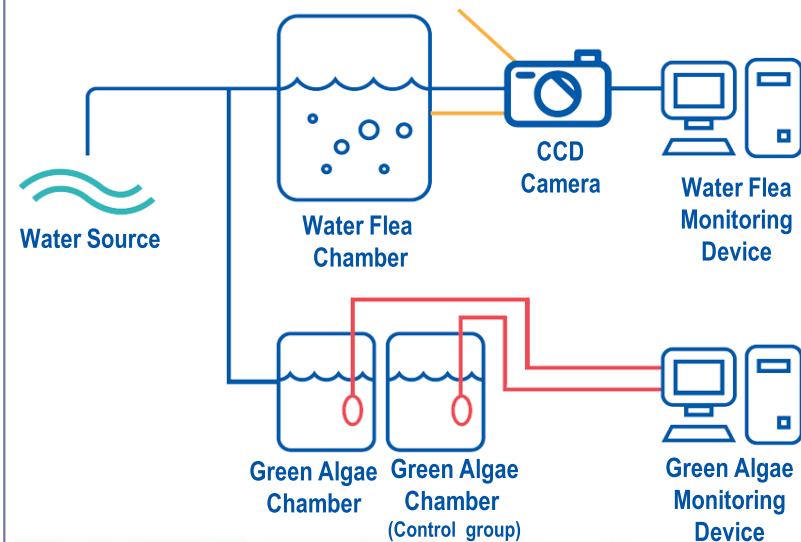 CCD
Camera
Water Flea
Monitoring
Device
Water Source
Water Flea
Chamber
Green Algae
Chamber
Green Algae
Chamber
(Control group)
Green Algae
Monitoring
Device